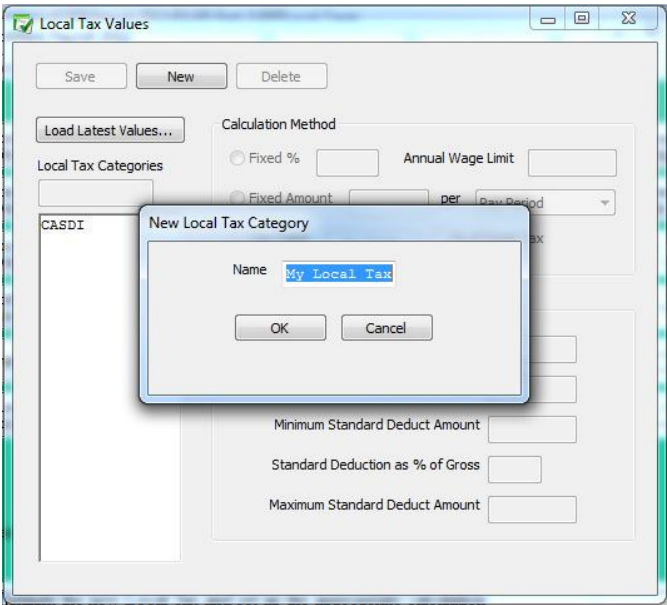 Local Tax Values
Save New Delete
Load Latest Values...
Calculation Method
Fixed % Annual Wage Limit
Local Tax Categories
Fixed Amount per Pay Period
CASDI
New Local Tax Category
Tax
Name My Local Tax
OK Cancel
Minimum Standard Deduct Amount
Standard Deduction as % of Gross
Maximum Standard Deduct Amount